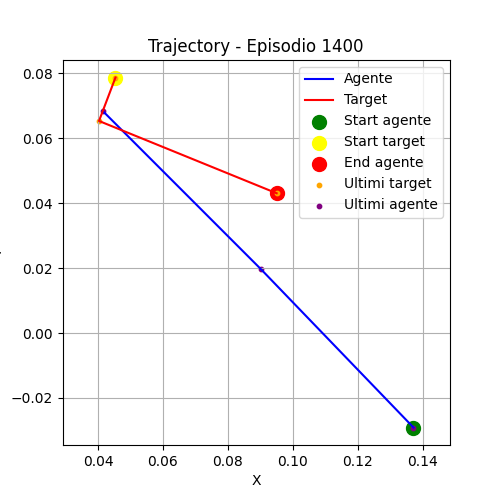 Trajectory - Episodio 1400
Agente
Target
Start agente
Start target
End agente
Ultimi target
Ultimi agente
0.08
0.06
0.04
0.02
0.00
−0.02
0.04
0.06
0.08
0.10
0.12
0.14
X